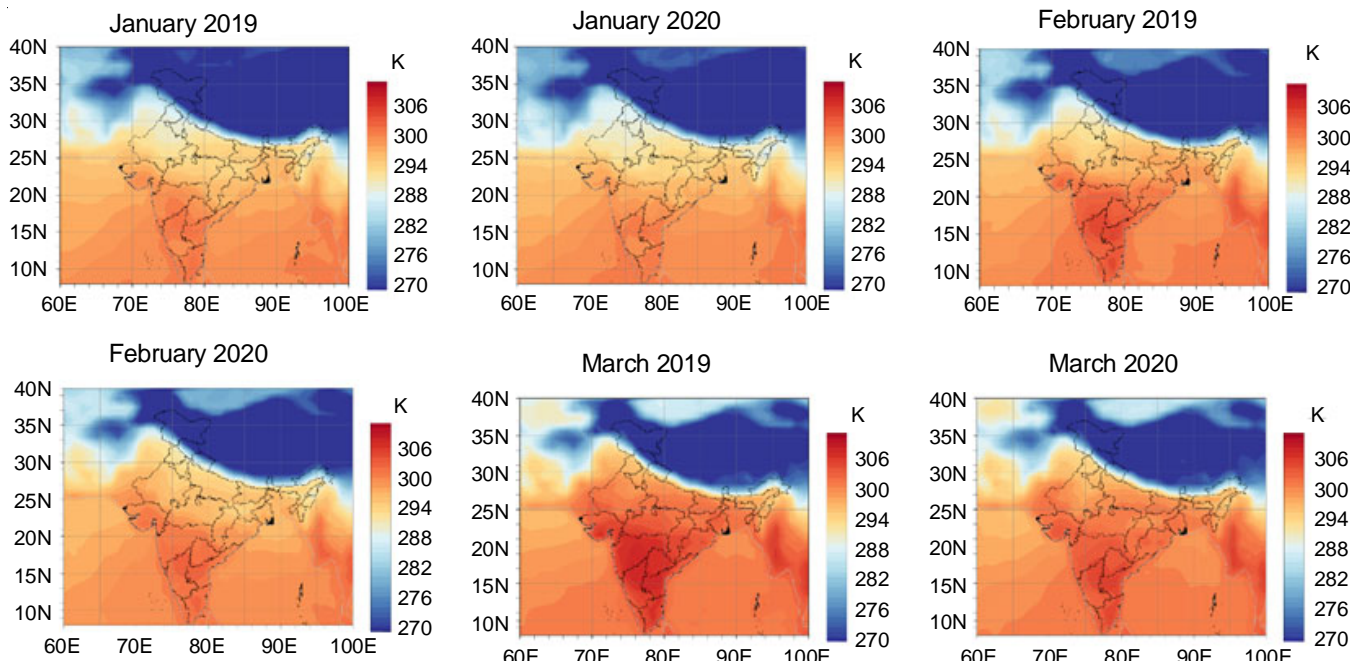 January 2019
January 2020
February 2019
40N
35N
30N
25N
20N
15N
10N
60E 70E 80E 90E 100E
K
306
300
294
288
282
276
270
40N
35N
30N
25N
20N
15N
10N
60E 70E 80E 90E 100E
K
306
300
294
288
282
276
270
40N
35N
30N
25N
20N
15N
10N
60E 70E 80E 90E 100E
K
306
300
294
288
282
276
270
February 2020
March 2019
March 2020
40N
35N
30N
25N
20N
15N
10N
60E 70E 80E 90E 100E
K
306
300
294
288
282
276
270
40N
35N
30N
25N
20N
15N
10N
60E 70E 80E 90E 100E
K
306
300
294
288
282
276
270
40N
35N
30N
25N
20N
15N
10N
60E 70E 80E 90E 100E
K
306
300
294
288
282
276
270